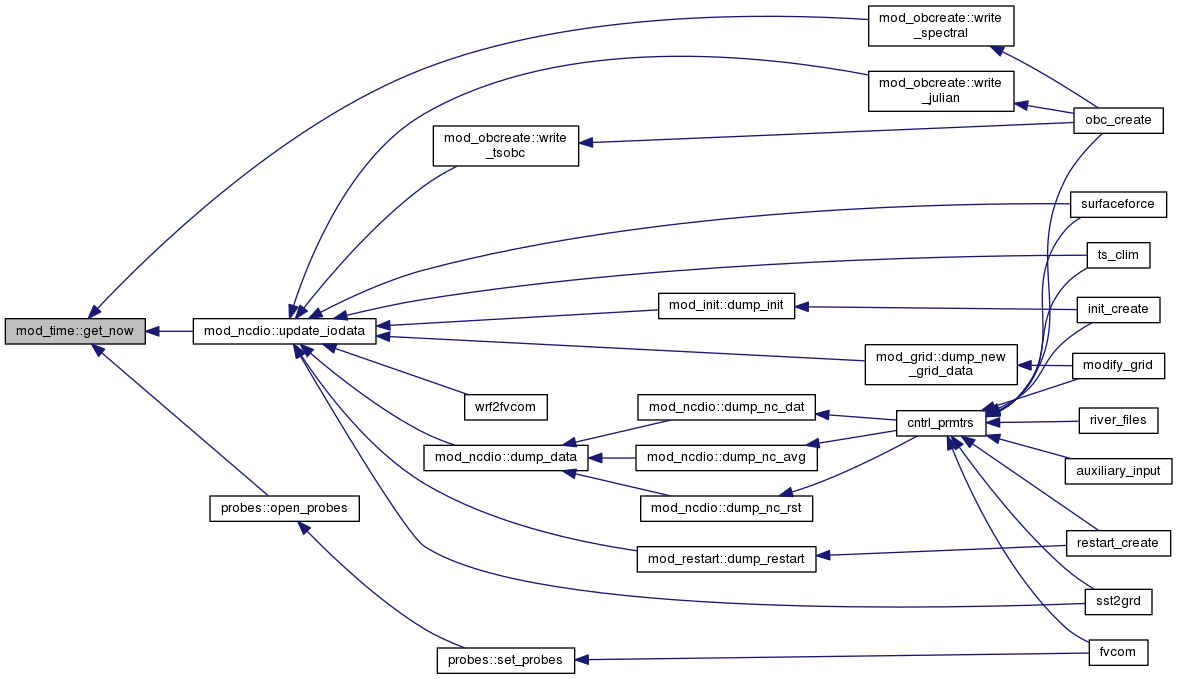 mod_obcreate::write
_spectral
mod_obcreate::write
_julian
obc_create
mod_obcreate::write
_tsobc
surfaceforce
ts_clim
mod_init::dump_init
init_create
mod_time::get_now
mod_ncdio::update_iodata
mod_grid::dump_new
_grid_data
modify_grid
wrf2fvcom
mod_ncdio::dump_nc_dat
cntrl_prmtrs
river_files
mod_ncdio::dump_data
mod_ncdio::dump_nc_avg
auxiliary_input
probes::open_probes
mod_ncdio::dump_nc_rst
restart_create
mod_restart::dump_restart
sst2grd
probes::set_probes
fvcom